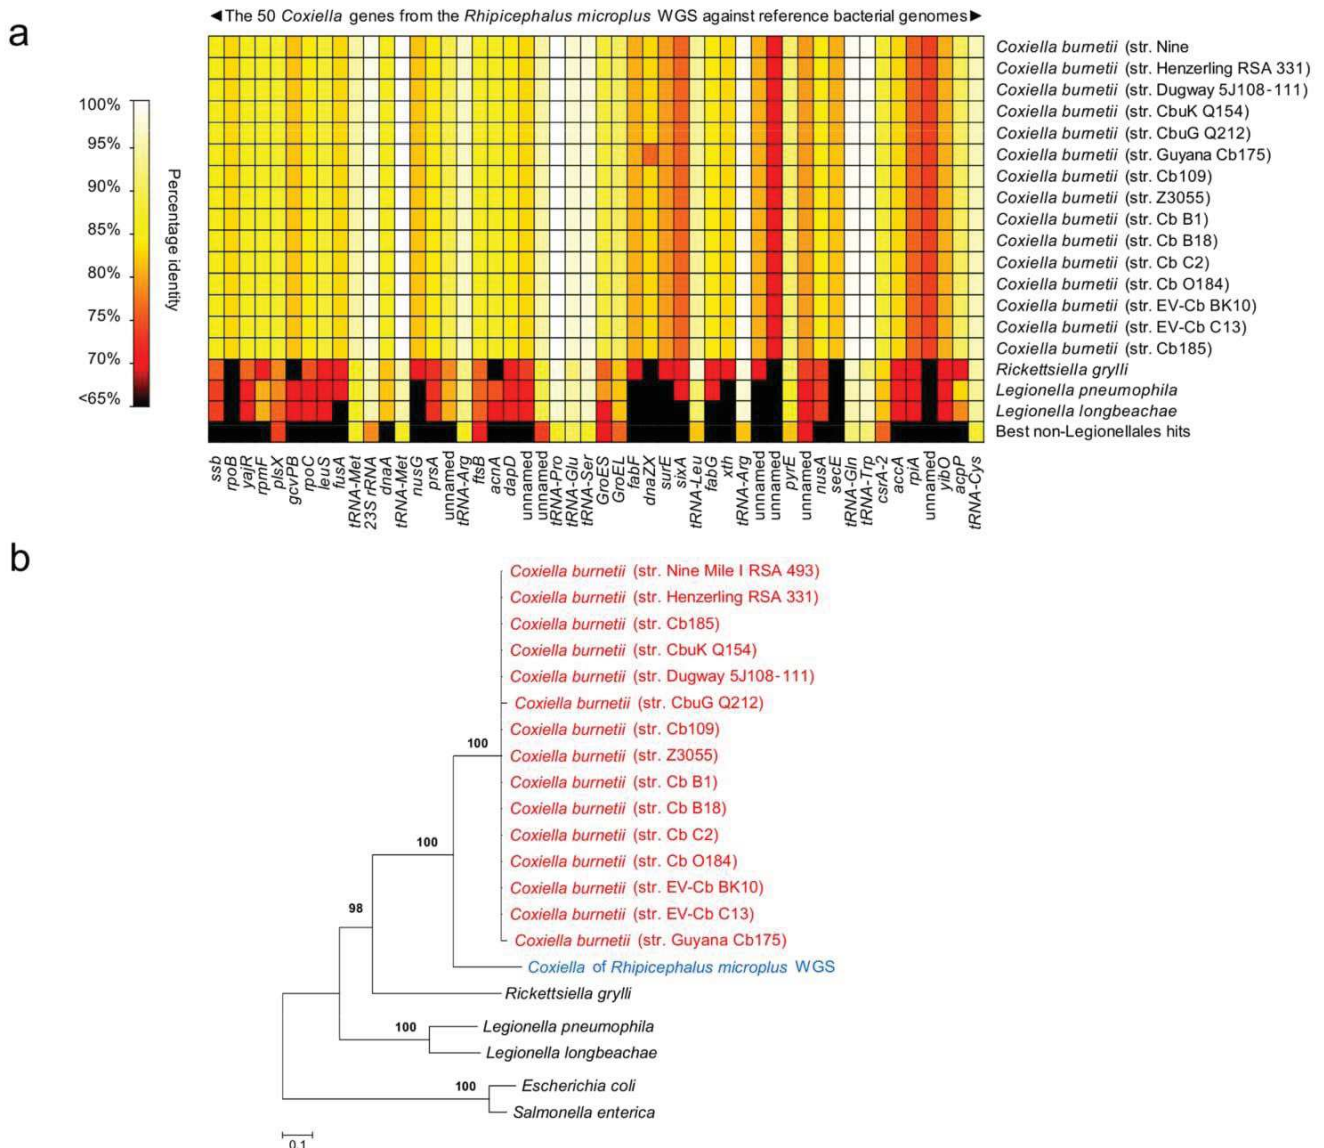 a
◀The 50 Coxiella genes from the Rhipicephalus microplus WGS against reference bacterial genomes▶
100%
95%
90%
85%
80%
75%
70%
<65%
Percentage identity
Coxiella burnetii (str. Nine
Coxiella burnetii (str. Henzerling RSA 331)
Coxiella burnetii (str. Dugway 5J108-111)
Coxiella burnetii (str. CbuK Q154)
Coxiella burnetii (str. CbuG Q212)
Coxiella burnetii (str. Guyana Cb175)
Coxiella burnetii (str. Cb109)
Coxiella burnetii (str. Z3055)
Coxiella burnetii (str. Cb B1)
Coxiella burnetii (str. Cb B18)
Coxiella burnetii (str. Cb C2)
Coxiella burnetii (str. Cb O184)
Coxiella burnetii (str. EV-Cb BK10)
Coxiella burnetii (str. EV-Cb C13)
Coxiella burnetii (str. Cb185)
Rickettsiella grylli
Legionella pneumophila
Legionella longbeachae
Best non-Legionellales hits
ssb
rpoB
yajR
rpmF
plsX
gcvPB
rpoC
leuS
fusA
tRNA-Met
23S rRNA
dnaA
tRNA-Met
nusG
prsA
unnamed
tRNA-Arg
ftsB
acnA
dapD
unnamed
unnamed
tRNA-Pro
tRNA-Glu
tRNA-Ser
GroES
GroEL
fabF
dnaZX
surE
sixA
tRNA-Leu
fabG
xth
tRNA-Arg
unnamed
unnamed
pyrE
unnamed
nusA
secE
tRNA-Gln
tRNA-Trp
csrA-2
accA
rpiA
unnamed
yibO
acpP
tRNA-Cys
b
Coxiella burnetii (str. Nine Mile I RSA 493)
Coxiella burnetii (str. Henzerling RSA 331)
Coxiella burnetii (str. Cb185)
Coxiella burnetii (str. CbuK Q154)
Coxiella burnetii (str. Dugway 5J108-111)
Coxiella burnetii (str. CbuG Q212)
Coxiella burnetii (str. Cb109)
100
Coxiella burnetii (str. Z3055)
Coxiella burnetii (str. Cb B1)
Coxiella burnetii (str. Cb B18)
Coxiella burnetii (str. Cb C2)
100
Coxiella burnetii (str. Cb O184)
Coxiella burnetii (str. EV-Cb BK10)
98
Coxiella burnetii (str. EV-Cb C13)
Coxiella burnetii (str. Guyana Cb175)
Coxiella of Rhipicephalus microplus WGS
Rickettsiella grylli
100
Legionella pneumophila
Legionella longbeachae
100
Escherichia coli
Salmonella enterica
0.1